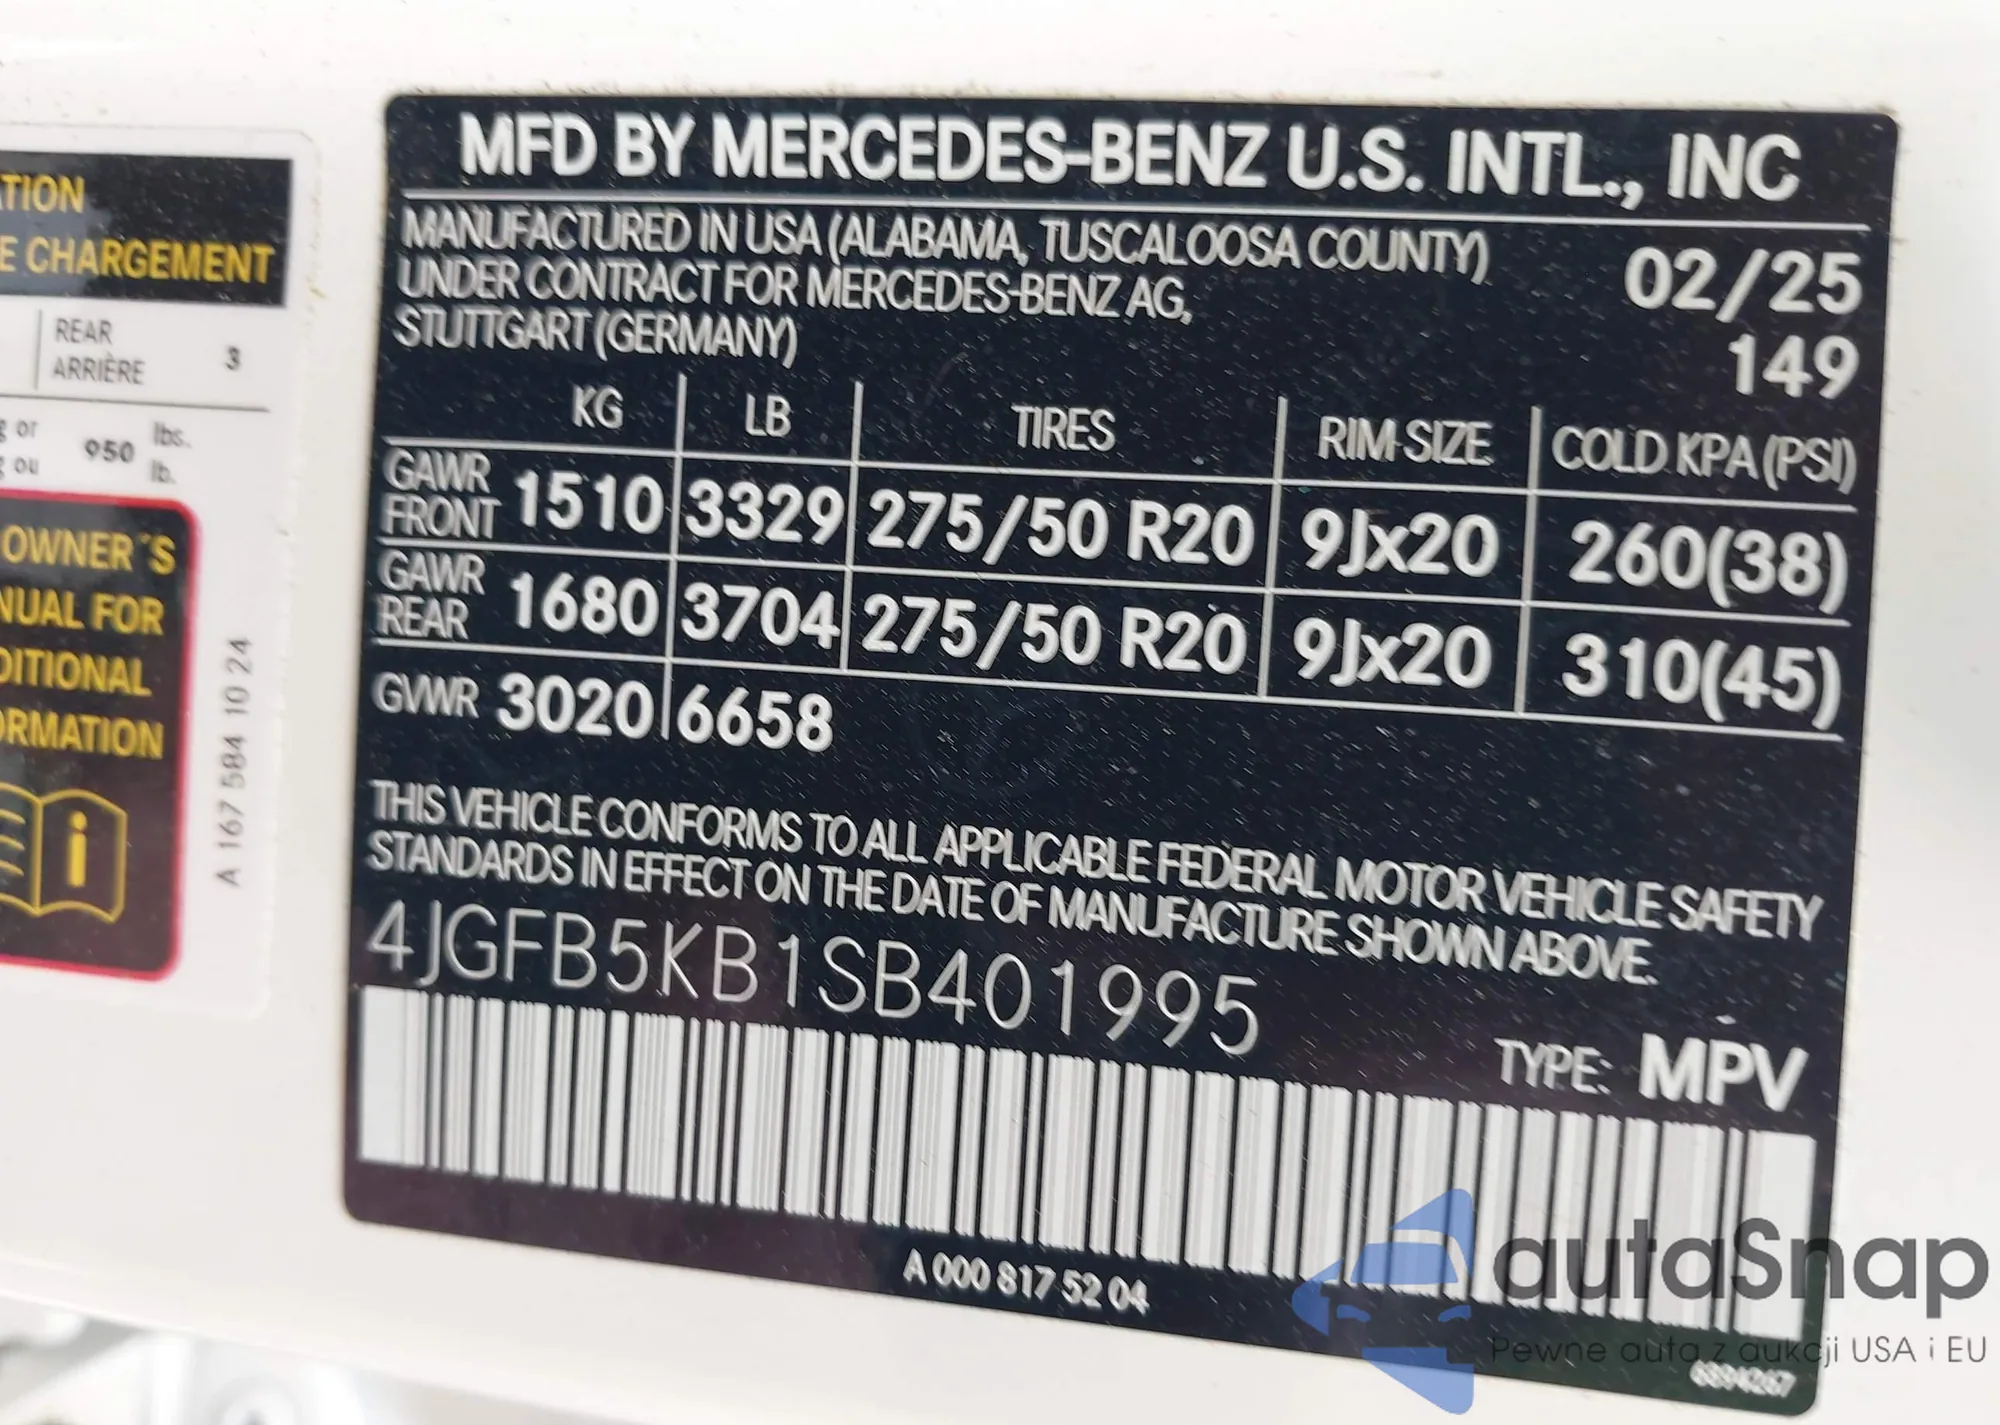 TION
E CHARGEMENT
REAR
ARRIÈRE 3
g or
g ou 950 lbs.
lb.
OWNER´S
NUAL FOR
DITIONAL
ORMATION
i
A 167 584 10 24
MFD BY MERCEDES-BENZ U.S. INTL., INC
MANUFACTURED IN USA (ALABAMA, TUSCALOOSA COUNTY)
UNDER CONTRACT FOR MERCEDES-BENZ AG,
STUTTGART (GERMANY)
02/25
149
KG LB TIRES RIM-SIZE COLD KPA (PSI)
GAWR
FRONT 1510 3329 275/50 R20 9Jx20 260(38)
GAWR
REAR 1680 3704 275/50 R20 9Jx20 310(45)
GVWR 3020 6658
THIS VEHICLE CONFORMS TO ALL APPLICABLE FEDERAL MOTOR VEHICLE SAFETY
STANDARDS IN EFFECT ON THE DATE OF MANUFACTURE SHOWN ABOVE.
4JGFB5KB1SB401995
TYPE: MPV
A 000 817 52 04
autaSnap
Pewne auta z aukcji USA i EU